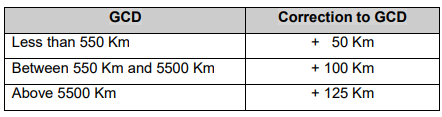 GCD Correction to GCD
Less than 550 Km + 50 Km
Between 550 Km and 5500 Km + 100 Km
Above 5500 Km + 125 Km